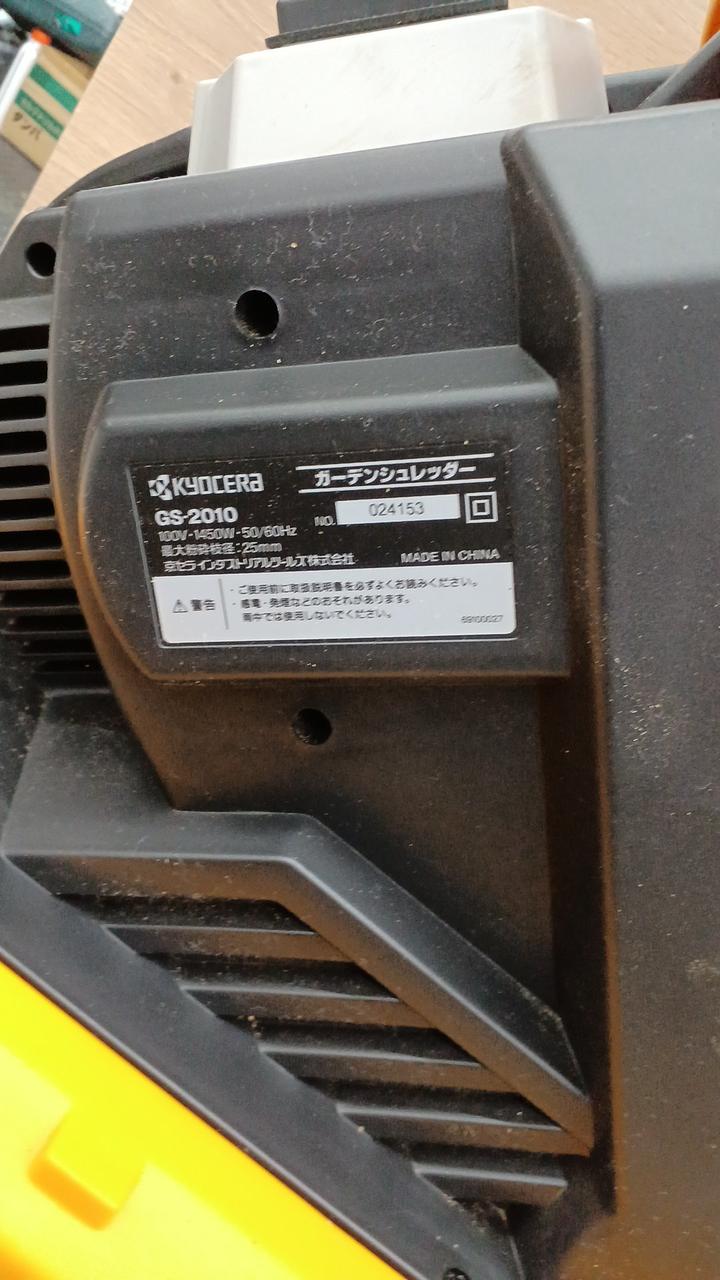 タンパ
KYOCERA
ガーデンシュレッダー
GS-2010
NO. 024153
100V-1450W-50/60Hz
最大粉砕枝径:25mm
京セラインダストリアルツールズ株式会社
MADE IN CHINA
警告
・ご使用前に取扱説明書を必ずよくお読みください。
・感電・発煙などのおそれがあります。
雨中では使用しないでください。
69100027